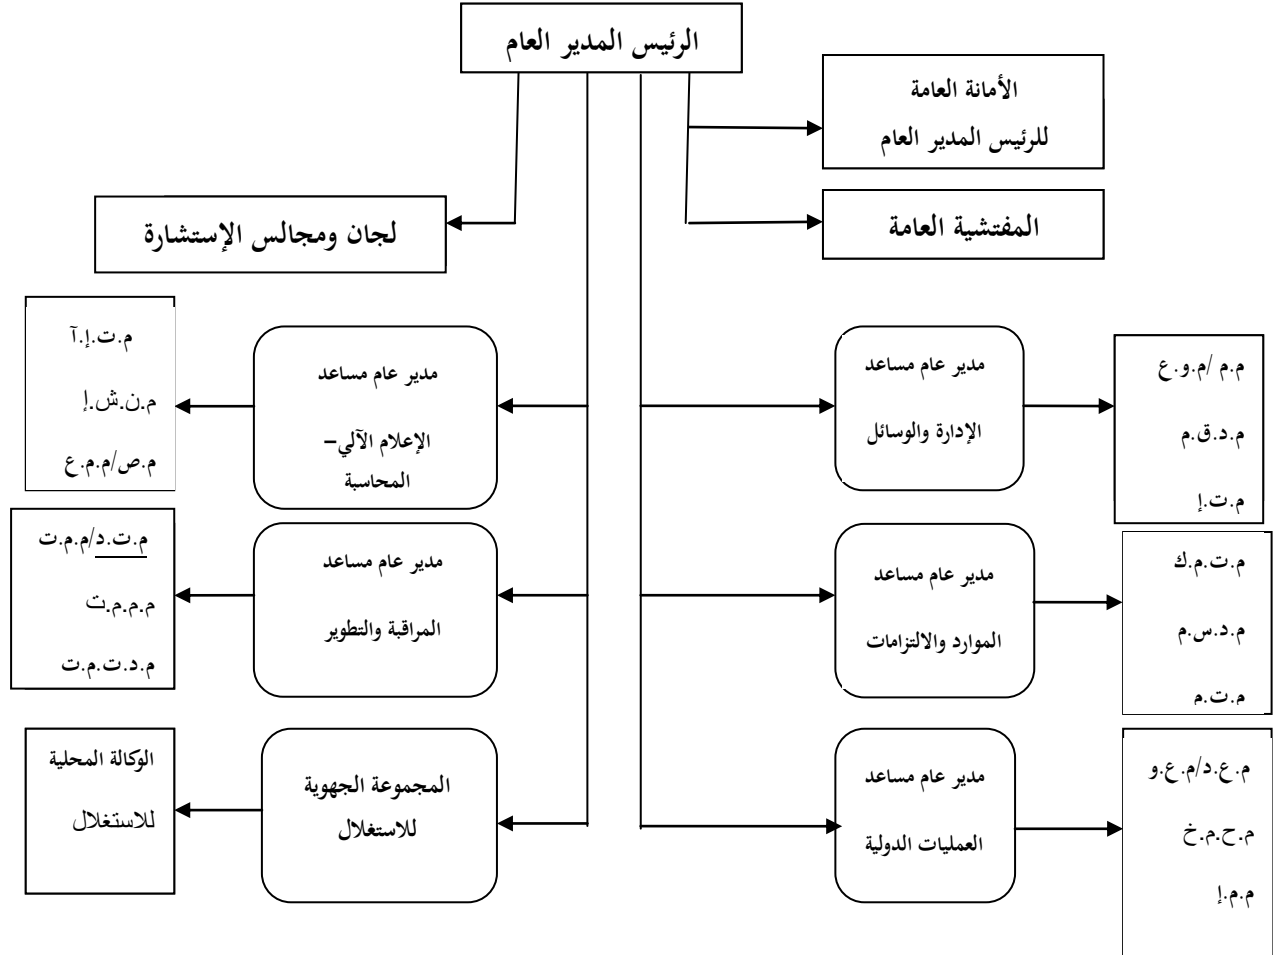 الرئيس المدير العام
الأمانة العامة
للرئيس المدير العام
المفتشية العامة
لجان ومجالس الإستشارة
م.م /م.و.ع
م.د.ق.م
م.ت.إ
مدير عام مساعد
الإدارة والوسائل
مدير عام مساعد
الإعلام الآلي–
المحاسبة
م.ت.إ.آ
م.ن.ش.إ
م.ص/م.م.ع
م.ت.م.ك
م.د.س.م
م.ت.م
مدير عام مساعد
الموارد والالتزامات
مدير عام مساعد
المراقبة والتطوير
م.ت.د/م.م.ت
م.م.م.ت
م.د.ت.م.ت
م.ع.د/م.ع.و
م.ح.م.خ
م.م.إ
مدير عام مساعد
العمليات الدولية
المجموعة الجهوية
للاستغلال
الوكالة المحلية
للاستغلال